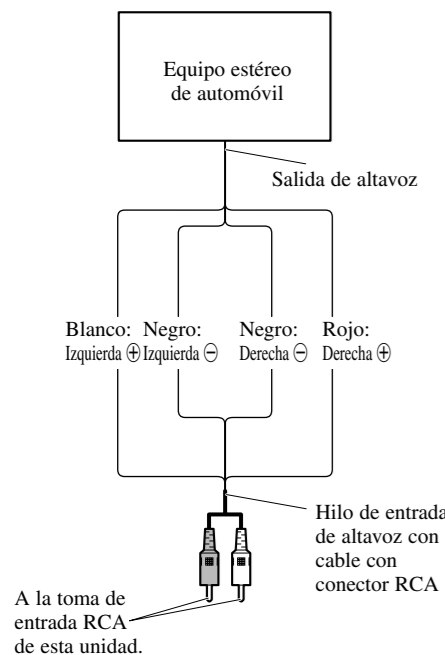 Equipo estéreo
de automóvil
Salida de altavoz
Blanco:
Izquierda ⊕
Negro:
Izquierda ⊖
Negro:
Derecha ⊖
Rojo:
Derecha ⊕
Hilo de entrada
de altavoz con
cable con
conector RCA
A la toma de
entrada RCA
de esta unidad.